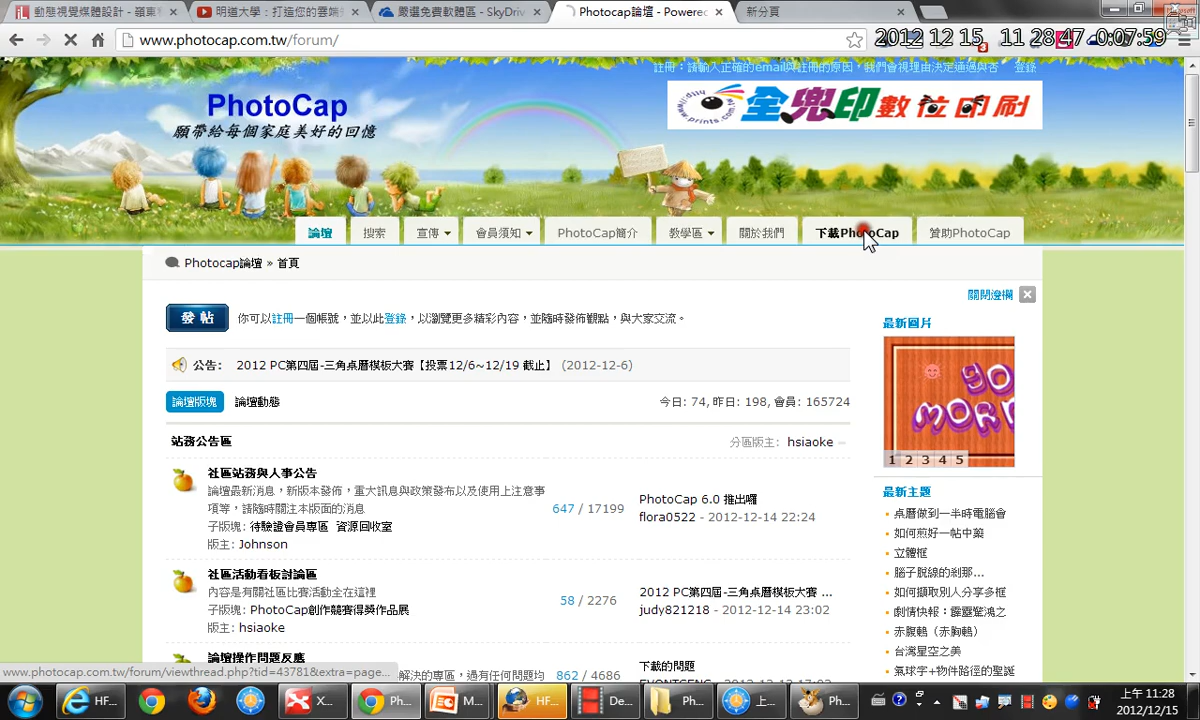 動態視覺媒體設計 - 嶺東科
明道大學：打造您的雲端
嚴選免費軟體區 - SkyDriv
Photocap論壇 - Powered
新分頁
www.photocap.com.tw/forum/
2012 12 15 11 28 47 0:07:59
註冊：請輸入正確的email與註冊的原因，我們會視理由決定通過與否 登錄
PhotoCap
願帶給每個家庭美好的回憶
全兜印數位印刷
論壇 搜索 宣傳 會員須知 PhotoCap簡介 教學區 關於我們 下載PhotoCap 贊助PhotoCap
Photocap論壇 » 首頁
發 帖
你可以註冊一個帳號，並以此登錄，以瀏覽更多精彩內容，並隨時發佈觀點，與大家交流。
公告: 2012 PC第四屆-三角桌曆模板大賽【投票12/6~12/19 截止】 (2012-12-6)
論壇版塊 論壇動態
今日: 74, 昨日: 198, 會員: 165724
站務公告區
分區版主: hsiaoke
社區站務與人事公告
論壇最新消息，新版本發佈，重大訊息與政策發布以及使用上注意事
項等，請隨時關注本版面的消息
子版塊: 待驗證會員專區 資源回收室
版主: Johnson
647 / 17199
PhotoCap 6.0 推出囉
flora0522 - 2012-12-14 22:24
社區活動看板討論區
內容是有關社區比賽活動全在這裡
子版塊: PhotoCap創作競賽得獎作品展
版主: hsiaoke
58 / 2276
2012 PC第四屆-三角桌曆模板大賽 ...
judy821218 - 2012-12-14 23:02
論壇操作問題反應
解決的專區，過有任何問題均
862 / 4686
下載的問題
關閉邊欄
最新圖片
1 2 3 4 5
最新主題
桌曆做到一半時電腦會
如何煎好一帖中藥
立體框
腦子脫線的剎那...
如何擷取別人分享多框
劇情快報：霹靂驚鴻之
赤腹鶇（赤胸鶇）
台灣星空之美
氣球字+物件路徑的聖誕
www.photocap.com.tw/forum/viewthread.php?tid=43781&extra=page...
HF... X... Ph... M... HF... De... Ph... 上... Ph...
上午 11:28
2012/12/15